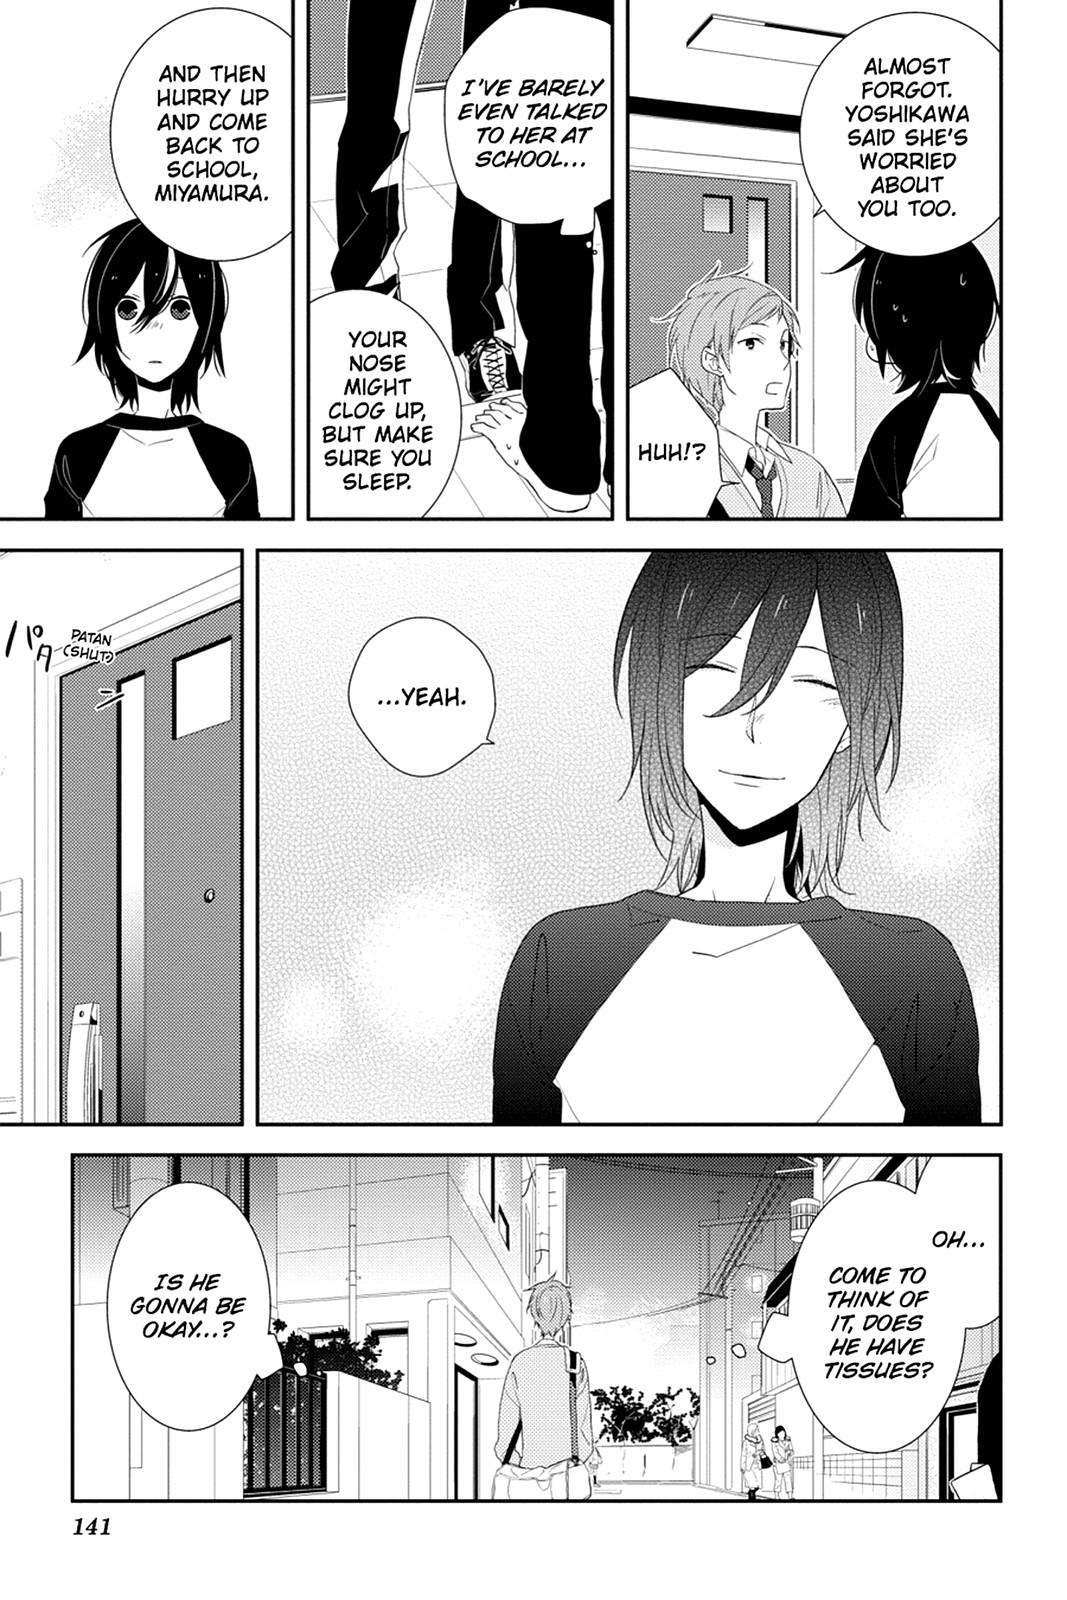 ALMOST
FORGOT.
YOSHIKAWA
SAID SHE'S
WORRIED
ABOUT
YOU TOO.
HUH!?
I'VE BARELY
EVEN TALKED
TO HER AT
SCHOOL...
YOUR
NOSE
MIGHT
CLOG UP,
BUT MAKE
SURE YOU
SLEEP.
AND THEN
HURRY UP
AND COME
BACK TO
SCHOOL,
MIYAMURA.
...YEAH.
パタン
PATAN
(SHUT)
OH...
COME TO
THINK OF
IT, DOES
HE HAVE
TISSUES?
IS HE
GONNA BE
OKAY...?
141